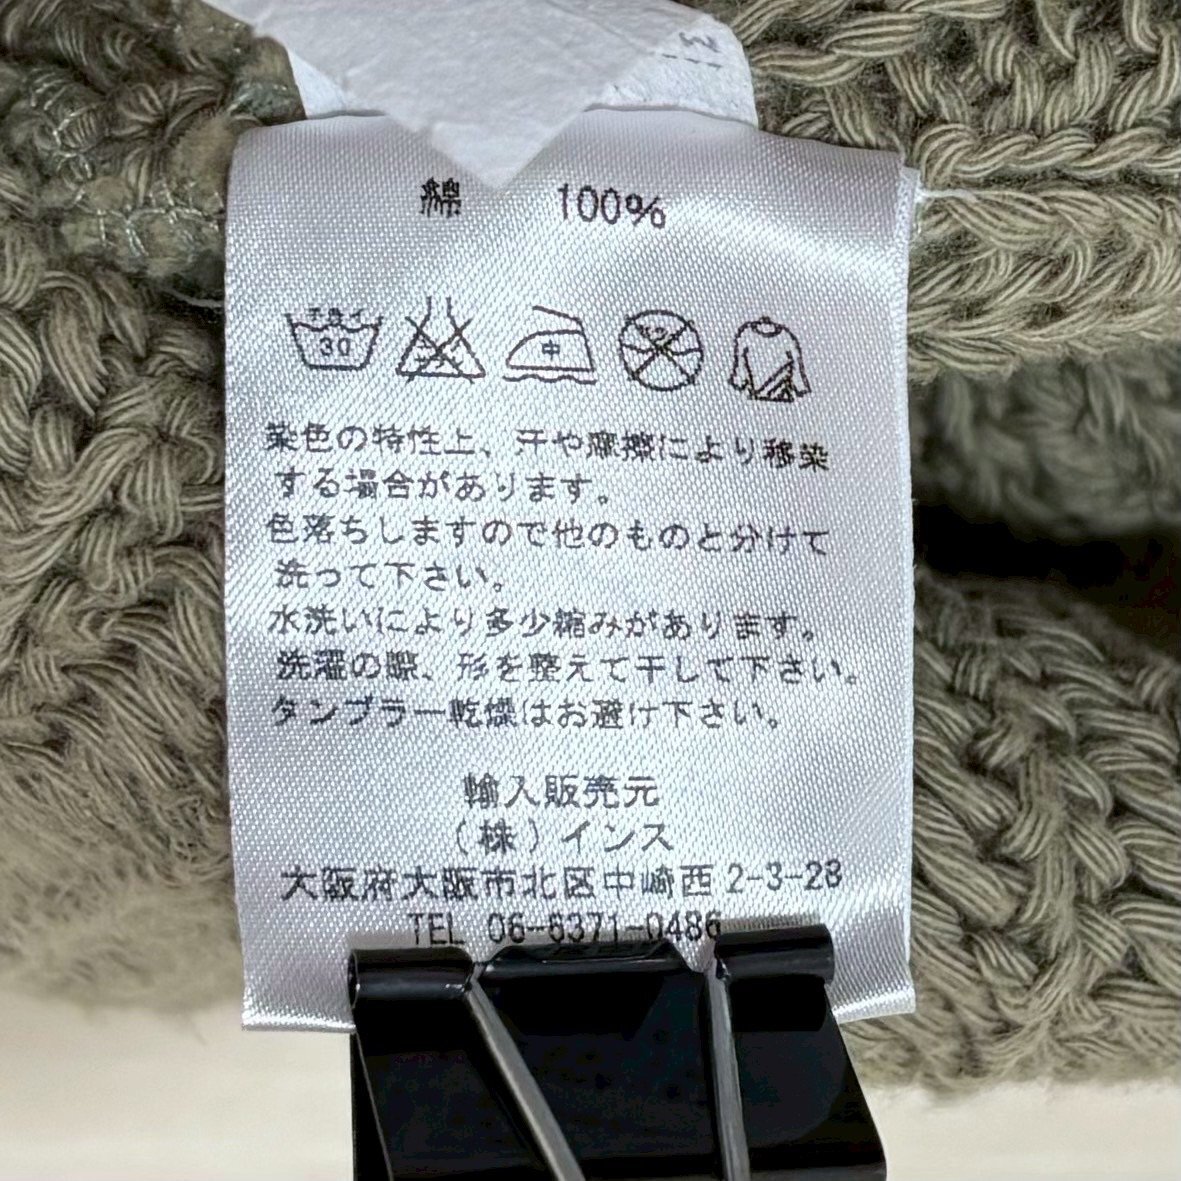 綿 100%
ドライ
30
中
染色の特性上、汗や摩擦により移染
する場合があります。
色落ちしますので他のものと分けて
洗って下さい。
水洗いにより多少縮みがあります。
洗濯の際、形を整えて干して下さい。
タンブラー乾燥はお避け下さい。
輸入販売元
(株)インス
大阪府大阪市北区中崎西2-3-28
TEL 06-6371-0486